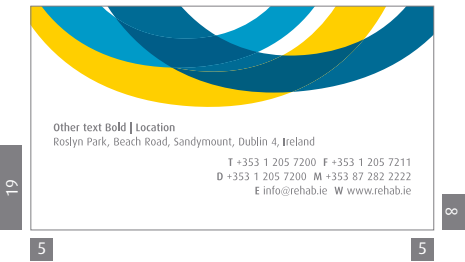 Other text Bold | Location
Roslyn Park, Beach Road, Sandymount, Dublin 4, Ireland
T +353 1 205 7200 F +353 1 205 7211
D +353 1 205 7200 M +353 87 282 2222
E info@rehab.ie W www.rehab.ie
19
8
5
5